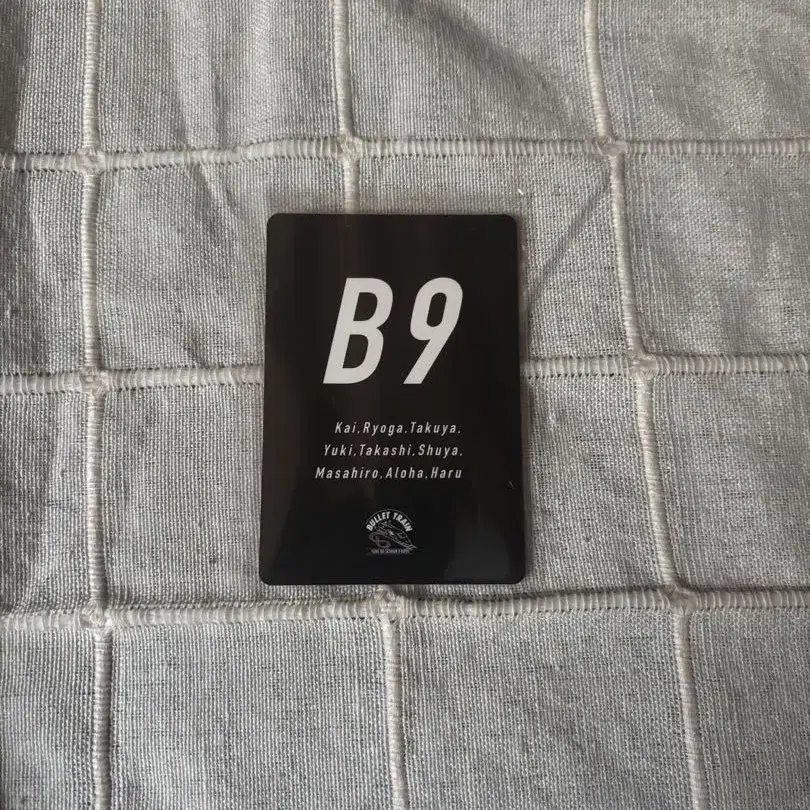 B9
Kai,Ryoga,Takuya,
Yuki,Takashi,Shuya,
Masahiro,Aloha,Haru
BULLET TRAIN